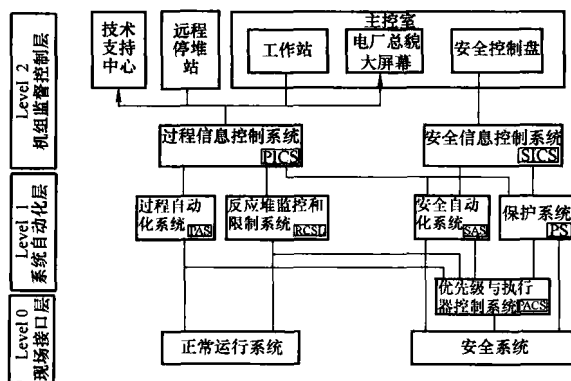 技术
支持
中心
远程
停堆
站
主控室
工作站
电厂总貌
大屏幕
安全控制盘
Level 2
机组监督控制层
过程信息控制系统
PICS
安全信息控制系统
SICS
Level 1
系统自动化层
过程自动
化系统
PAS
反应堆监控和
限制系统
RCSL
安全自动
化系统
SAS
保护系统
PS
优先级与执行
器控制系统
PACS
Level 0
现场接口层
正常运行系统
安全系统